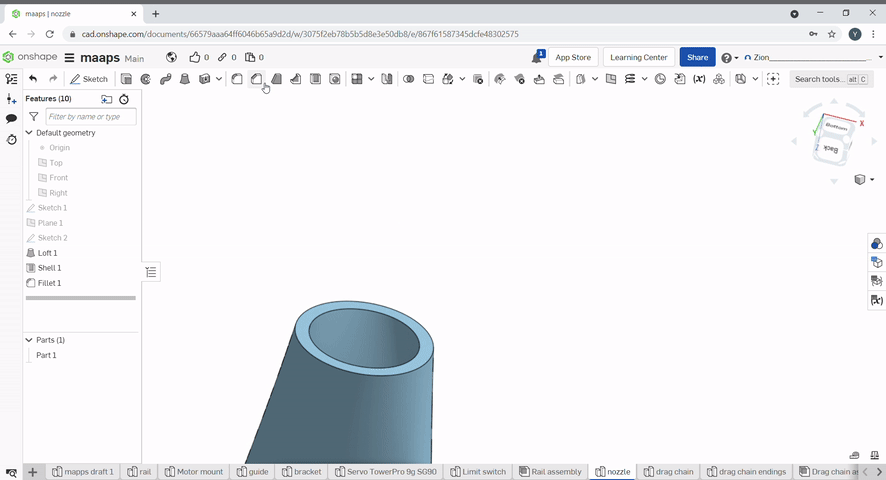 maaps | nozzle
cad.onshape.com/documents/66579aaa64ff6046b65a9d2d/w/3075f2eb78b5b5d8e3e50db8/e/867f61587345dcfe48302575
Y
onshape
maaps Main
0
0
0
1
App Store
Learning Center
Share
Zion_
Sketch
Search tools... alt C
Features (10)
Filter by name or type
Default geometry
Origin
Top
Front
Right
Sketch 1
Plane 1
Sketch 2
Loft 1
Shell 1
Fillet 1
Parts (1)
Part 1
Bottom
Back
X
Y
mapps draft 1
rail
Motor mount
guide
bracket
Servo TowerPro 9g SG90
Limit switch
Rail assembly
nozzle
drag chain
drag chain endings
Drag chain as